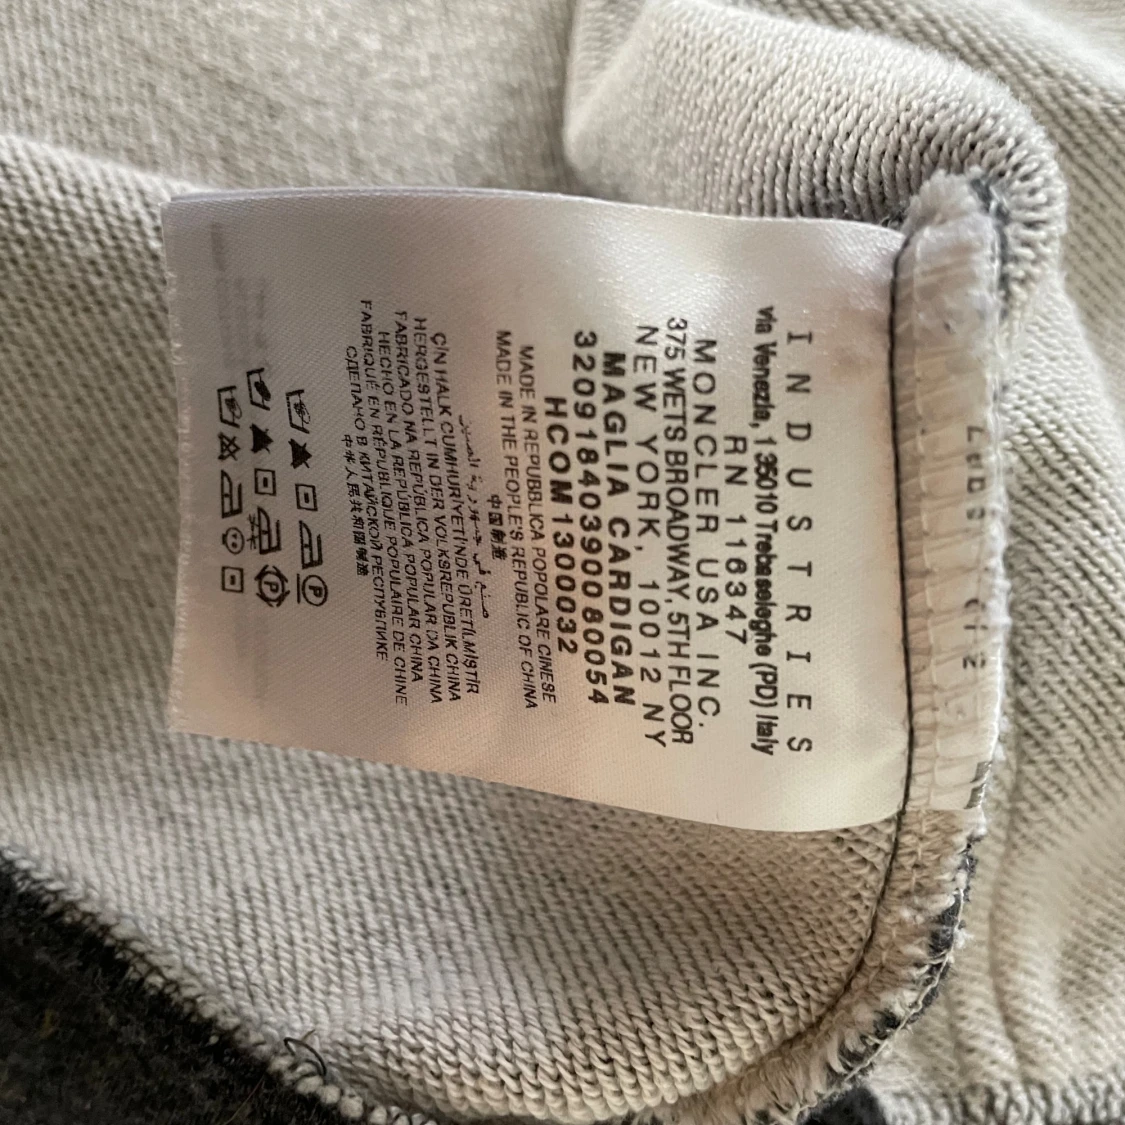 INDUSTRIES
via Venezia, 1 35010 Trebaseleghe (PD) Italy
RN 116347
MONCLER USA INC.
375 WETS BROADWAY, 5TH FLOOR
NEW YORK, 10012 NY
MAGLIA CARDIGAN
32091840390080054
HCOM1300032
MADE IN REPUBBLICA POPOLARE CINESE
MADE IN THE PEOPLE'S REPUBLIC OF CHINA
中国制造
صنع في جمهورية الصين
ÇİN HALK CUMHURİYETİNDE ÜRETİLMİŞTİR
HERGESTELLT IN DER VOLKSREPUBLIK CHINA
FABRICADO NA REPÚBLICA POPULAR DA CHINA
HECHO EN LA REPÚBLICA POPULAR CHINA
FABRIQUÉ EN RÉPUBLIQUE POPULAIRE DE CHINE
СДЕЛАНО В КИТАЙСКОЙ РЕСПУБЛИКЕ
中华人民共和国制造